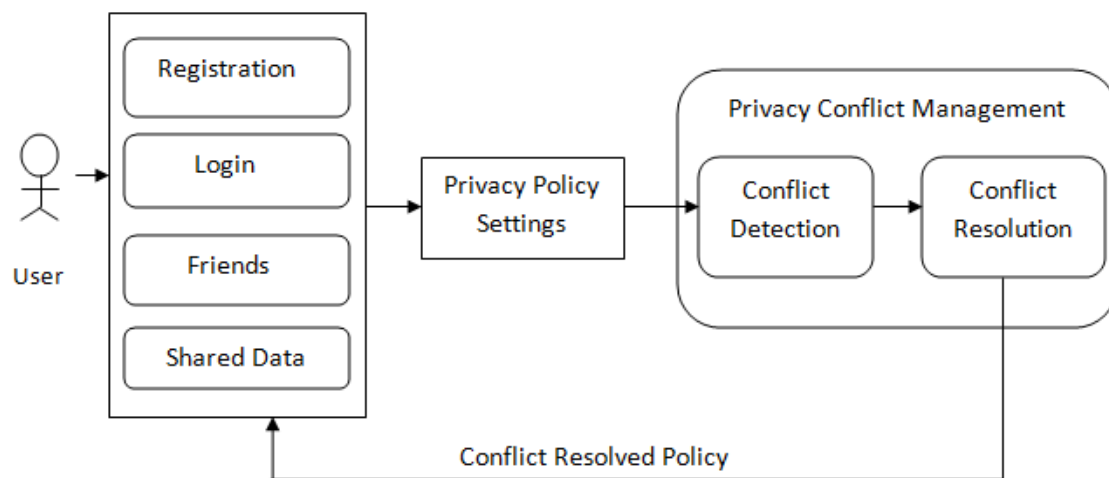 Registration
Login
Friends
Shared Data
User
Privacy Policy
Settings
Privacy Conflict Management
Conflict
Detection
Conflict
Resolution
Conflict Resolved Policy